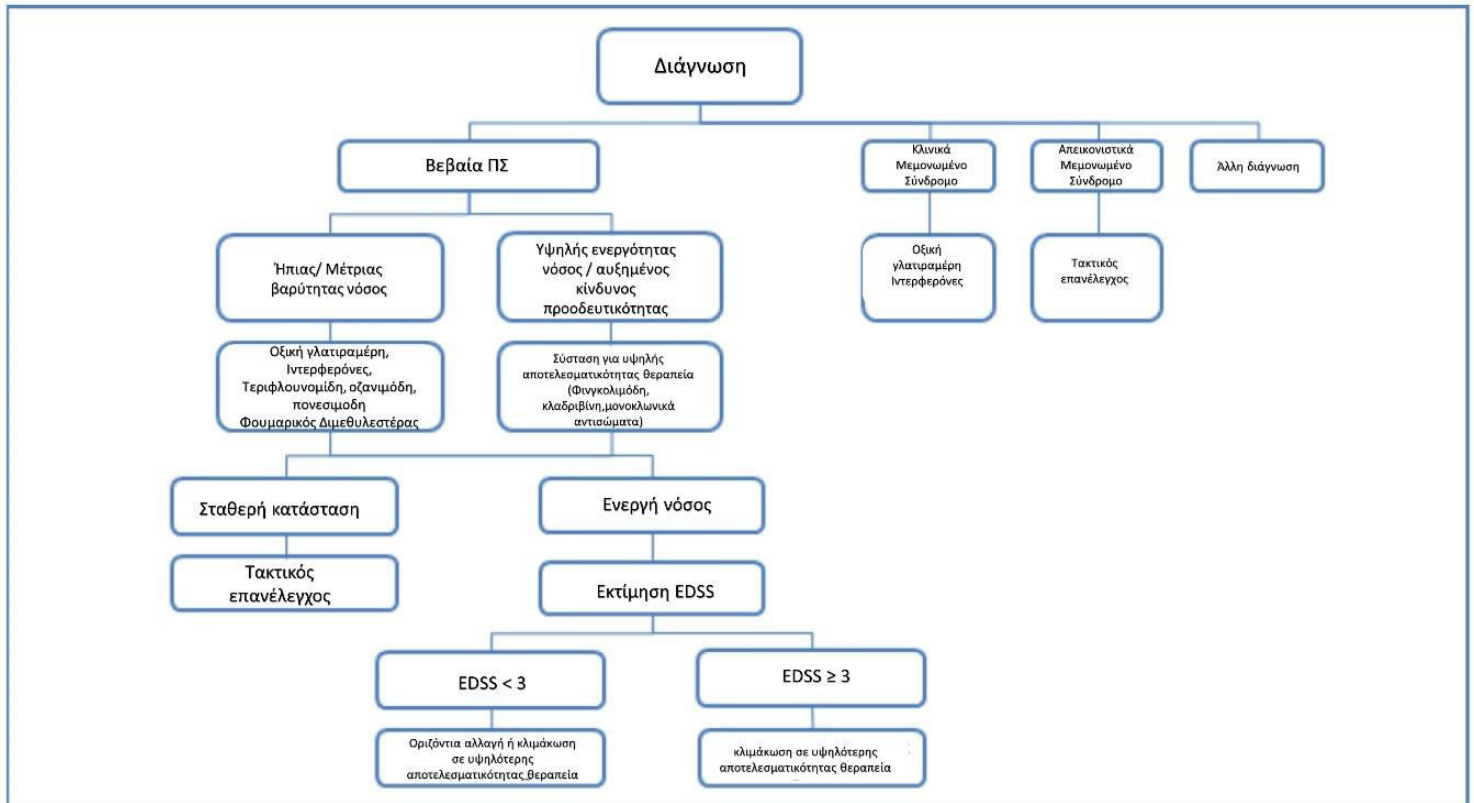 Διάγνωση
Βεβαία ΠΣ
Κλινικά
Μεμονωμένο
Σύνδρομο
Απεικονιστικά
Μεμονωμένο
Σύνδρομο
Άλλη διάγνωση
Ήπιας/ Μέτριας
βαρύτητας νόσος
Υψηλής ενεργότητας
νόσος / αυξημένος
κίνδυνος
προοδευτικότητας
Οξική
γλατιραμέρη
Ιντερφερόνες
Τακτικός
επανέλεγχος
Οξική γλατιραμέρη,
Ιντερφερόνες,
Τεριφλουνομίδη, οζανιμόδη,
πονεσιμοδη
Φουμαρικός Διμεθυλεστέρας
Σύσταση για υψηλής
αποτελεσματικότητας θεραπεία
(Φινγκολιμόδη,
κλαδριβίνη,μονοκλωνικά
αντισώματα)
Σταθερή κατάσταση
Ενεργή νόσος
Τακτικός
επανέλεγχος
Εκτίμηση EDSS
EDSS < 3
EDSS ≥ 3
Οριζόντια αλλαγή ή κλιμάκωση
σε υψηλότερης
αποτελεσματικότητας θεραπεία
κλιμάκωση σε υψηλότερης
αποτελεσματικότητας θεραπεία